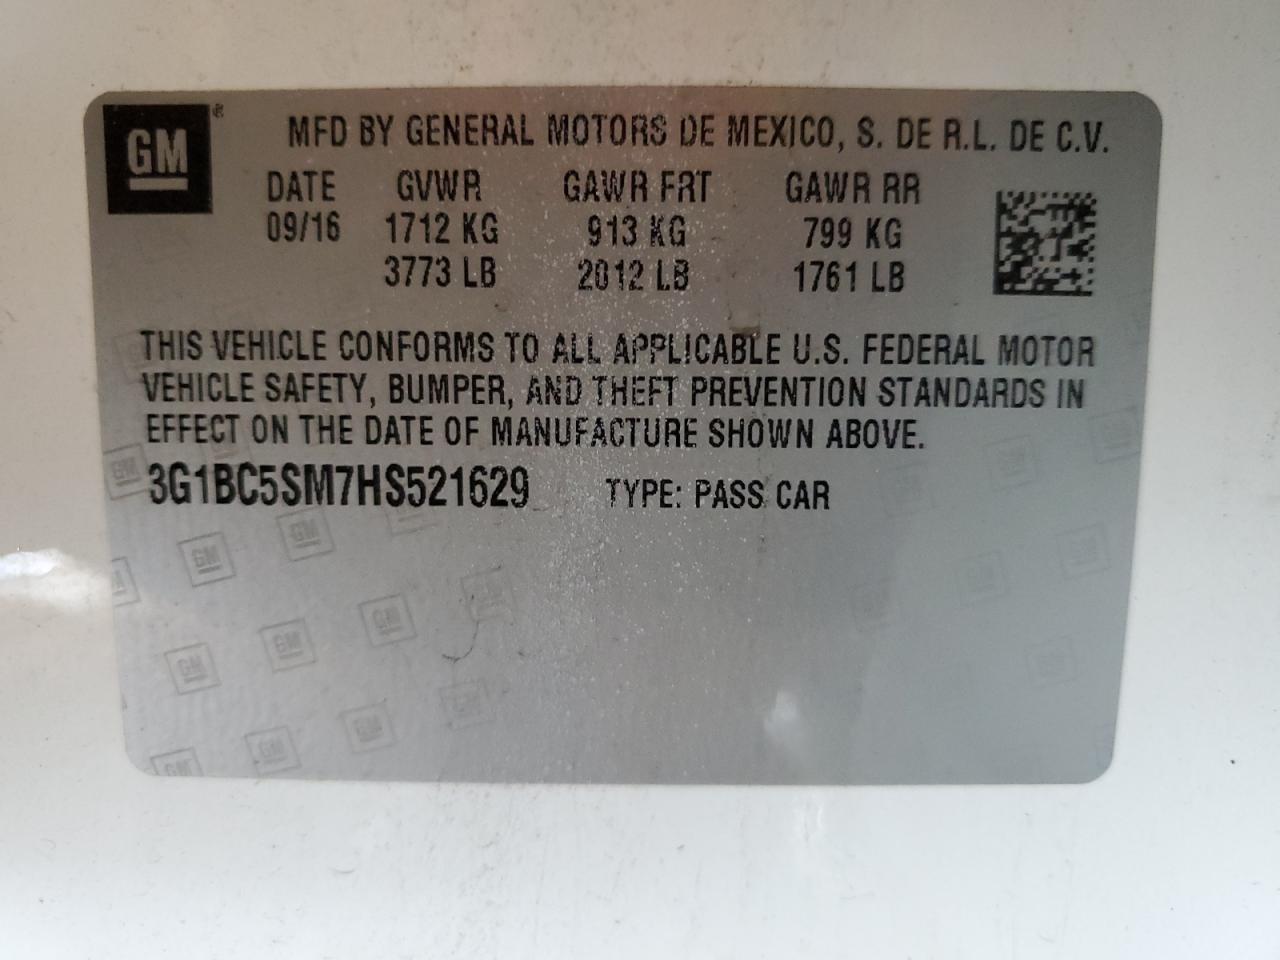 GM® MFD BY GENERAL MOTORS DE MEXICO, S. DE R.L. DE C.V.
DATE GVWR GAWR FRT GAWR RR
09/16 1712 KG 913 KG 799 KG
3773 LB 2012 LB 1761 LB
THIS VEHICLE CONFORMS TO ALL APPLICABLE U.S. FEDERAL MOTOR
VEHICLE SAFETY, BUMPER, AND THEFT PREVENTION STANDARDS IN
EFFECT ON THE DATE OF MANUFACTURE SHOWN ABOVE.
3G1BC5SM7HS521629 TYPE: PASS CAR